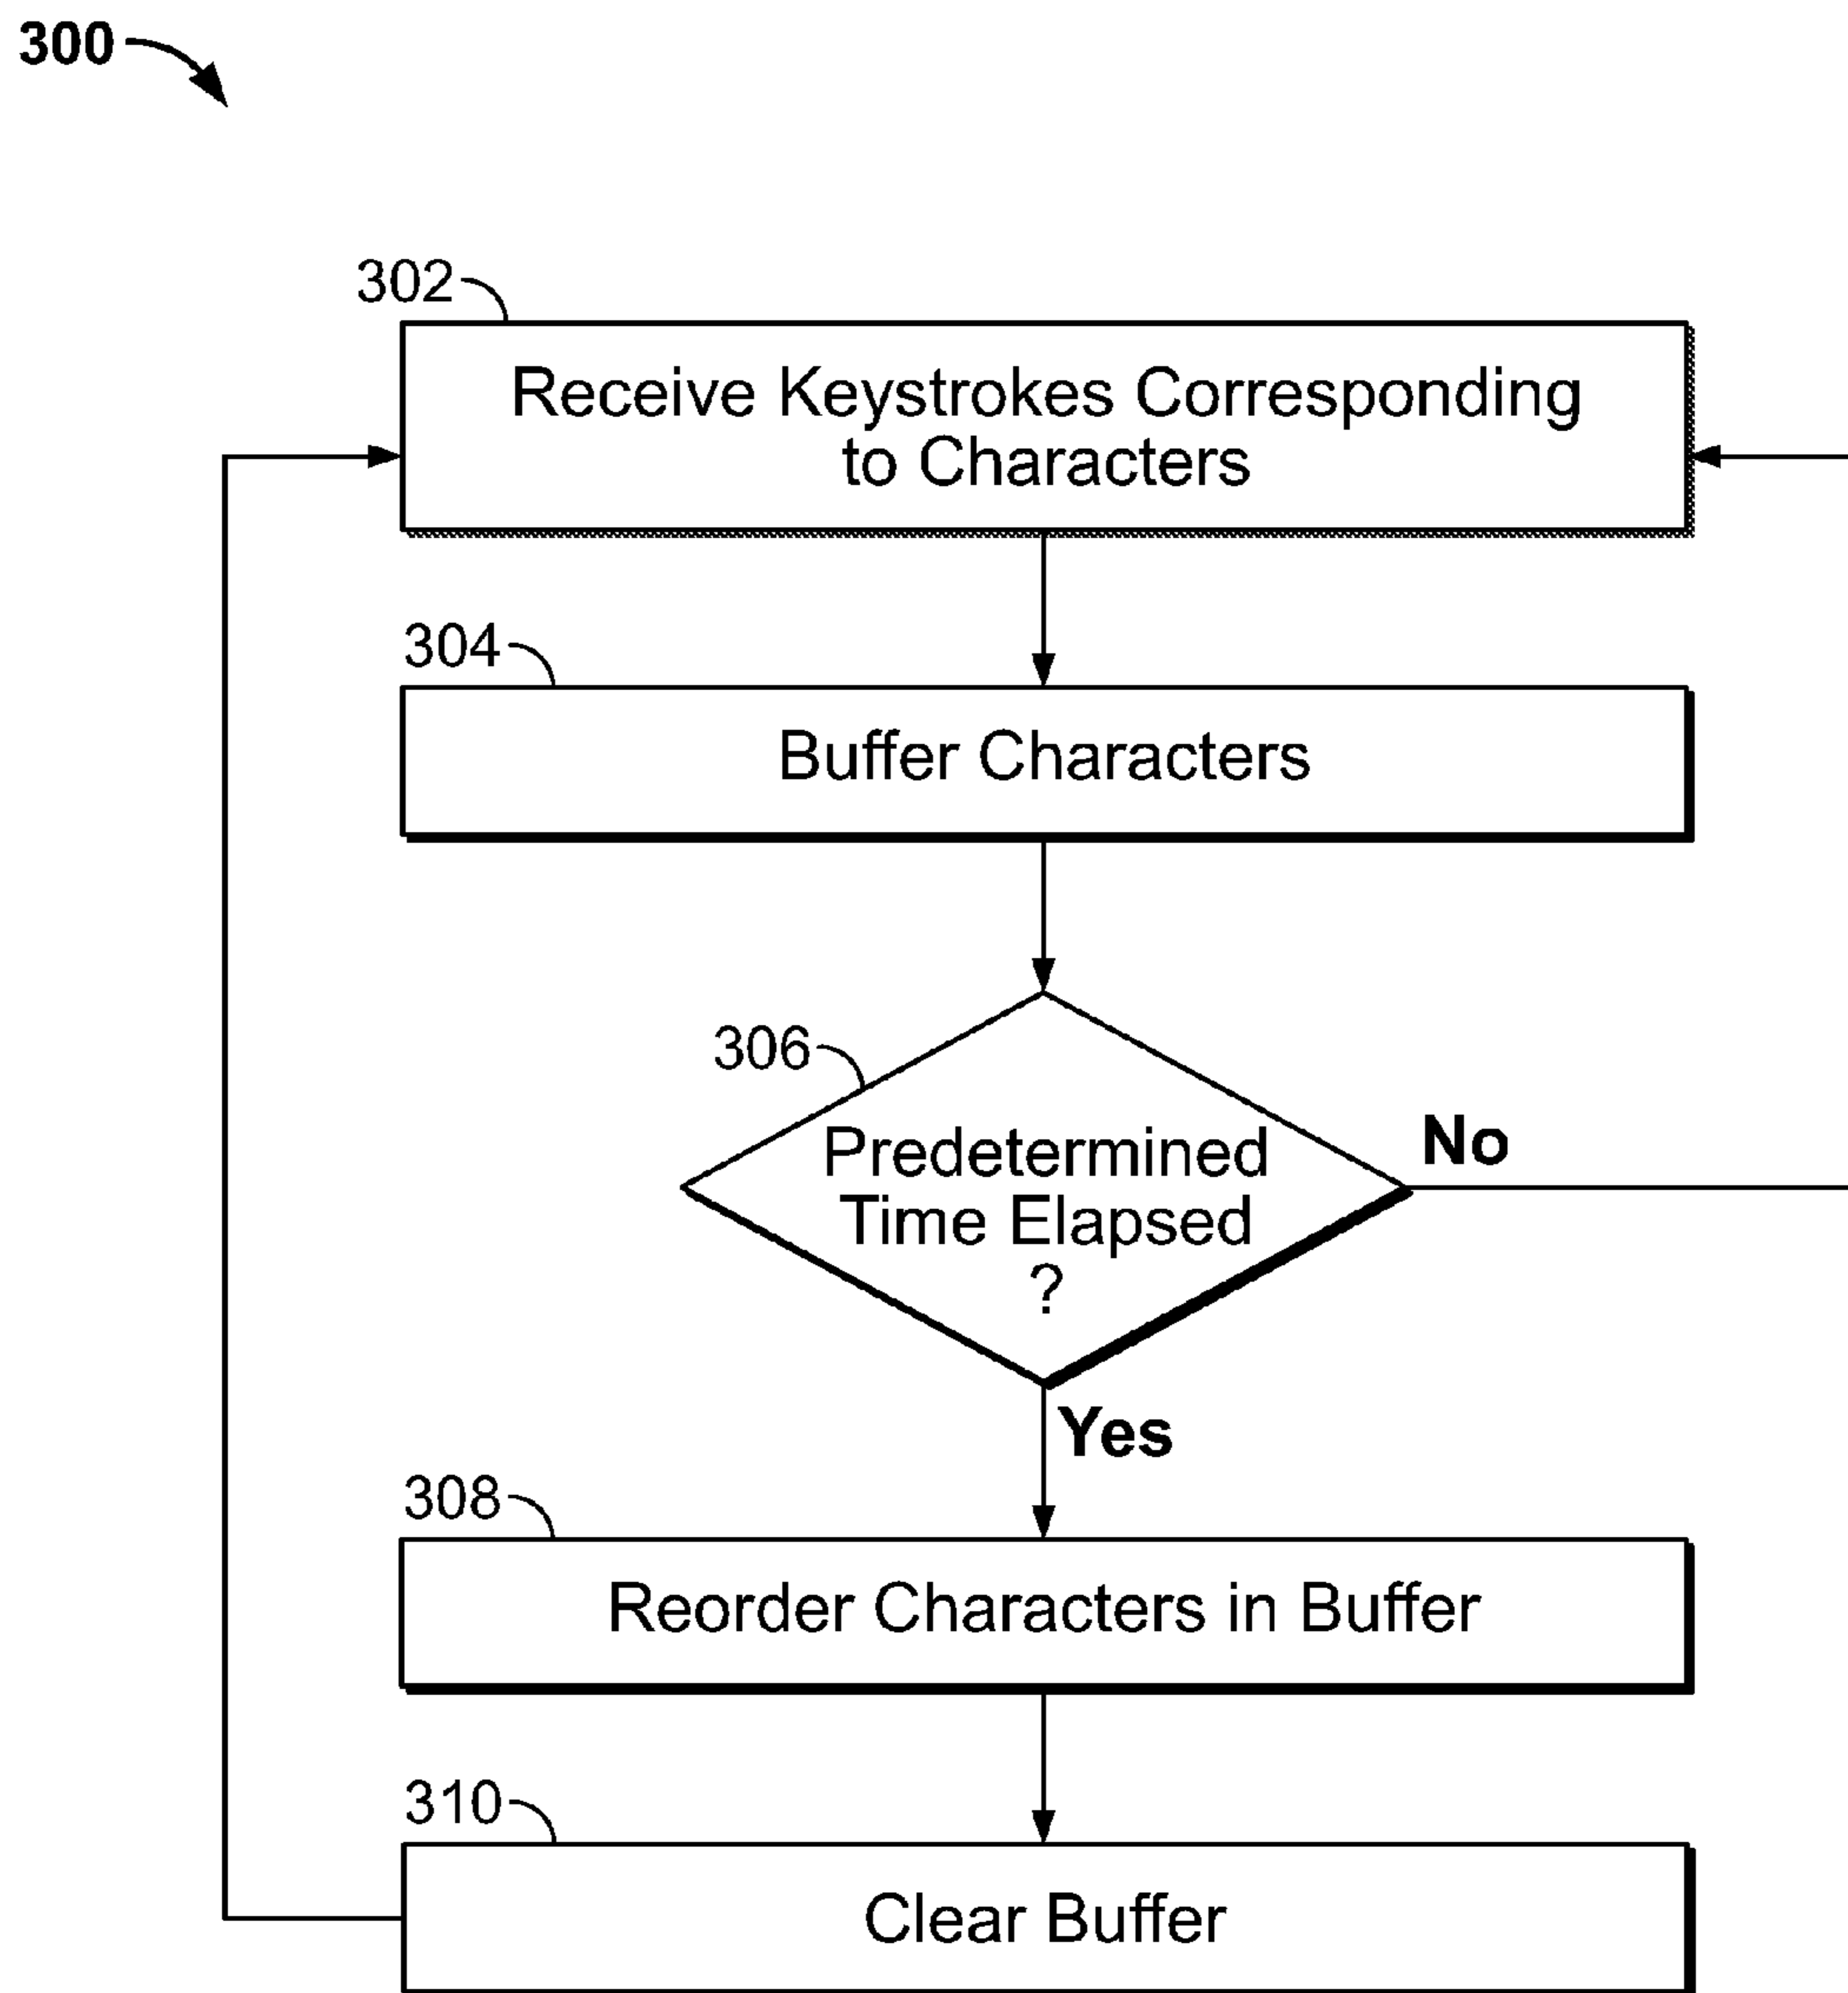 300
302
Receive Keystrokes Corresponding
to Characters
304
Buffer Characters
306
Predetermined
Time Elapsed
?
No
Yes
308
Reorder Characters in Buffer
310
Clear Buffer